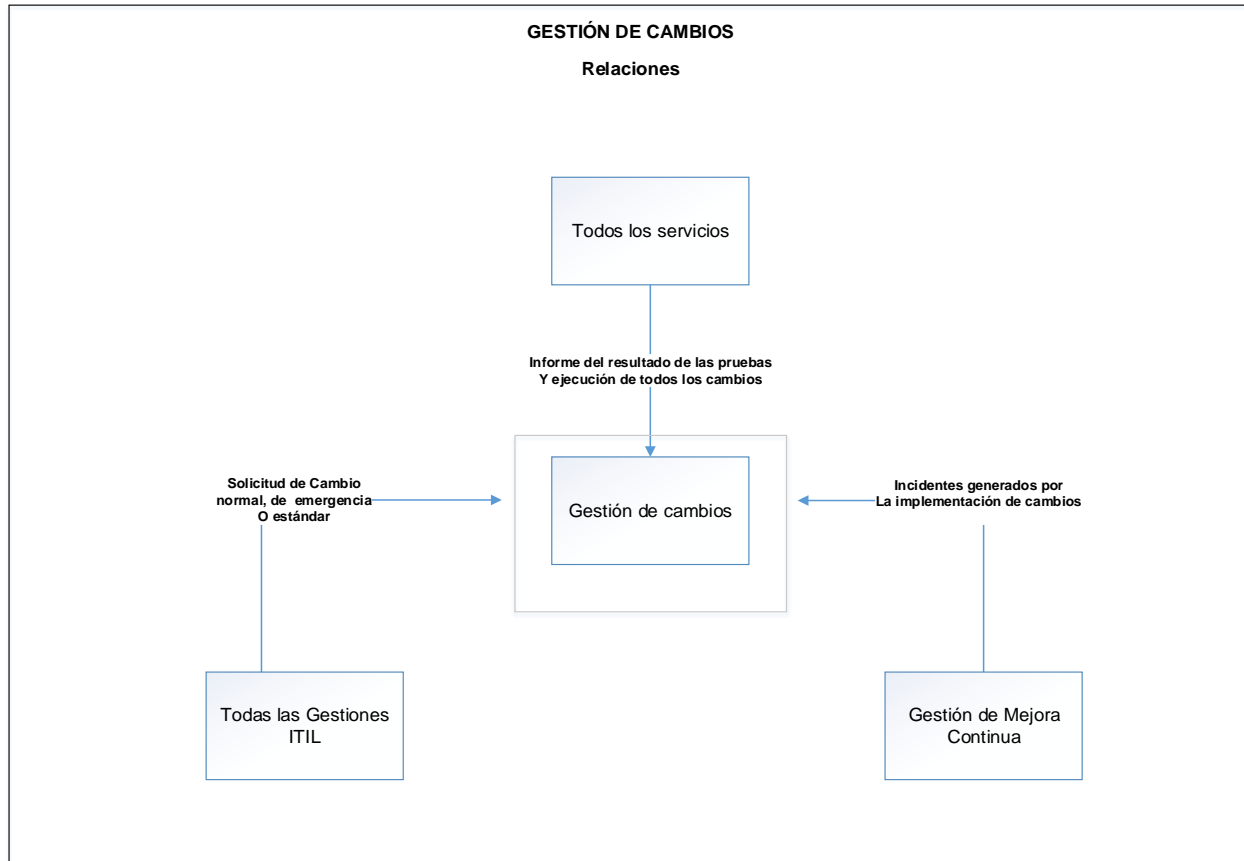 GESTIÓN DE CAMBIOS
Relaciones
Todos los servicios
Informe del resultado de las pruebas
Y ejecución de todos los cambios
Gestión de cambios
Solicitud de Cambio
normal, de emergencia
O estándar
Incidentes generados por
La implementación de cambios
Todas las Gestiones
ITIL
Gestión de Mejora
Continua